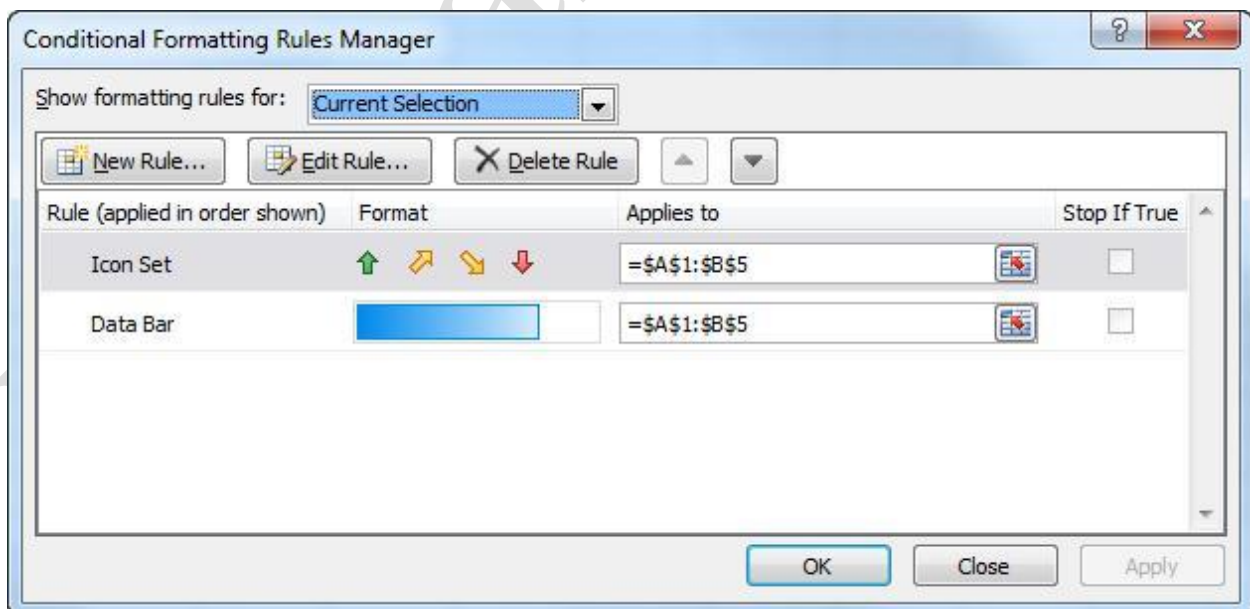 Conditional Formatting Rules Manager
Show formatting rules for: Current Selection
New Rule... Edit Rule... Delete Rule
Rule (applied in order shown) Format Applies to Stop If True
Icon Set =$A$1:$B$5
Data Bar =$A$1:$B$5
OK Close Apply